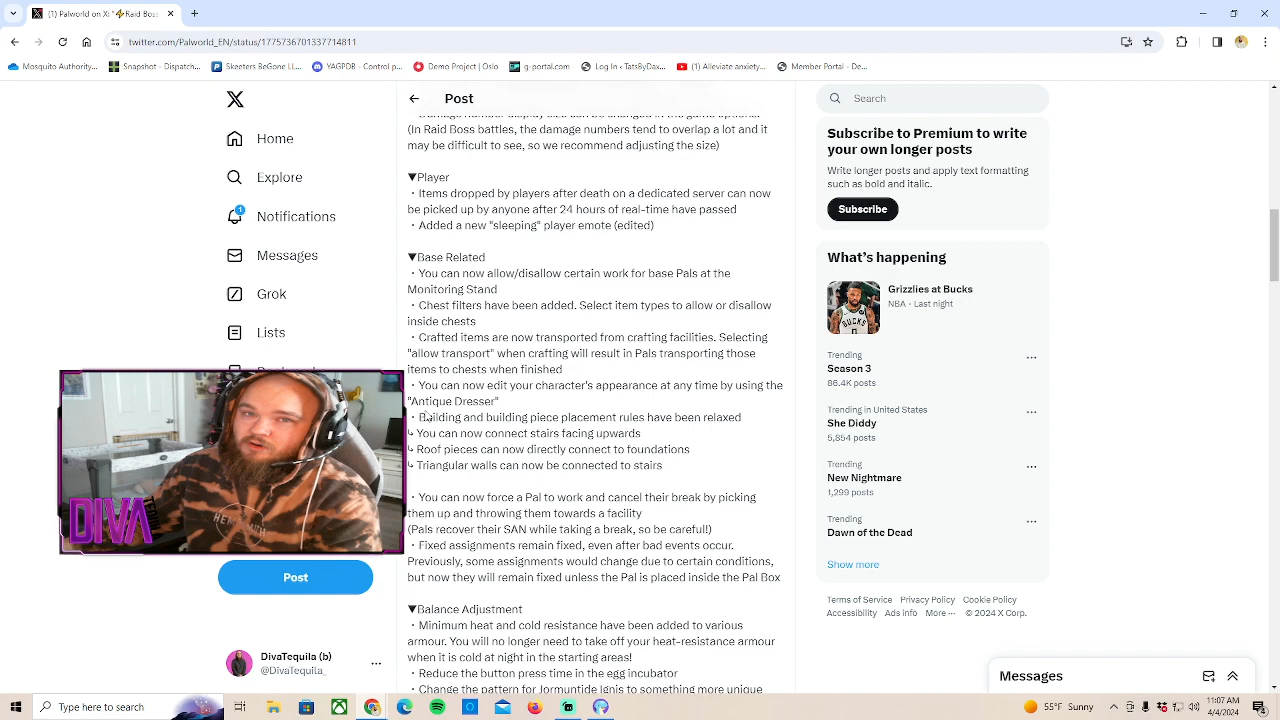 (1) Palworld on X: "⚡Raid Boss
twitter.com/Palworld_EN/status/1775736701337714811
Mosquito Authority...
Snapshot - Dispatch...
Skeeters BeGone LL...
YAGPDB - Control p...
Demo Project | Osio
g-portal.com
Log In ‹ TatsByDax...
(1) Alleviate anxiety...
Member Portal - De...
Home
Explore
1
Notifications
Messages
Grok
Lists
Post
DivaTequila (b)
@DivaTequila_
DIVA
Post
(In Raid Boss battles, the damage numbers tend to overlap a lot and it
may be difficult to see, so we recommend adjusting the size)
▼Player
・Items dropped by players after death on a dedicated server can now
be picked up by anyone after 24 hours of real-time have passed
・Added a new "sleeping" player emote (edited)
▼Base Related
・You can now allow/disallow certain work for base Pals at the
Monitoring Stand
・Chest filters have been added. Select item types to allow or disallow
inside chests
・Crafted items are now transported from crafting facilities. Selecting
"allow transport" when crafting will result in Pals transporting those
items to chests when finished
・You can now edit your character's appearance at any time by using the
"Antique Dresser"
・Building and building piece placement rules have been relaxed
↳ You can now connect stairs facing upwards
↳ Roof pieces can now directly connect to foundations
↳ Triangular walls can now be connected to stairs
・You can now force a Pal to work and cancel their break by picking
them up and throwing them towards a facility
(Pals recover their SAN while taking a break, so be careful!)
・Fixed assignments remain fixed, even after bad events occur.
Previously, some assignments would change due to certain conditions,
but now they will remain fixed unless the Pal is placed inside the Pal Box
▼Balance Adjustment
・Minimum heat and cold resistance have been added to various
armour. You will no longer need to take off your heat-resistance armour
when it is cold at night in the starting areas!
・Reduce the button press time in the egg incubator
・Change the pattern for Jormuntide Ignis to something more unique
Search
Subscribe to Premium to write
your own longer posts
Write longer posts and apply text formatting
such as bold and italic.
Subscribe
What's happening
Grizzlies at Bucks
NBA · Last night
Trending
Season 3
86.4K posts
Trending in United States
She Diddy
5,854 posts
Trending
New Nightmare
1,299 posts
Trending
Dawn of the Dead
Show more
Terms of Service Privacy Policy Cookie Policy
Accessibility Ads info More ··· © 2024 X Corp.
Messages
Type here to search
55°F Sunny
11:07 AM
4/4/2024